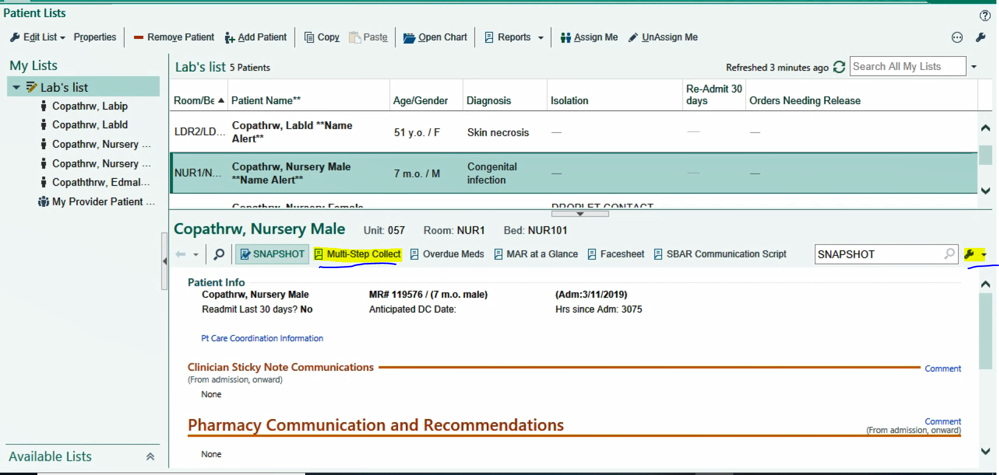 Patient Lists
Edit List Properties Remove Patient Add Patient Copy Paste Open Chart Reports Assign Me UnAssign Me
My Lists
Lab's list
Copathrw, Labip
Copathrw, Labld
Copathrw, Nursery ...
Copathrw, Nursery ...
Copaththrw, Edmal...
My Provider Patient ...
Available Lists
Lab's list 5 Patients
Refreshed 3 minutes ago Search All My Lists
Room/Be Patient Name** Age/Gender Diagnosis Isolation Re-Admit 30 days Orders Needing Release
LDR2/LD... Copathrw, Labld **Name Alert** 51 y.o. / F Skin necrosis — ...... —
NUR1/N... Copathrw, Nursery Male **Name Alert** 7 m.o. / M Congenital infection — ...... —
Copathrw, Nursery Female DROPLET CONTACT
Copathrw, Nursery Male Unit: 057 Room: NUR1 Bed: NUR101
SNAPSHOT Multi-Step Collect Overdue Meds MAR at a Glance Facesheet SBAR Communication Script SNAPSHOT
Patient Info
Copathrw, Nursery Male MR# 119576 / (7 m.o. male) (Adm:3/11/2019)
Readmit Last 30 days? No Anticipated DC Date: Hrs since Adm: 3075
Pt Care Coordination Information
Clinician Sticky Note Communications Comment
(From admission, onward)
None
Pharmacy Communication and Recommendations Comment
(From admission, onward)
None